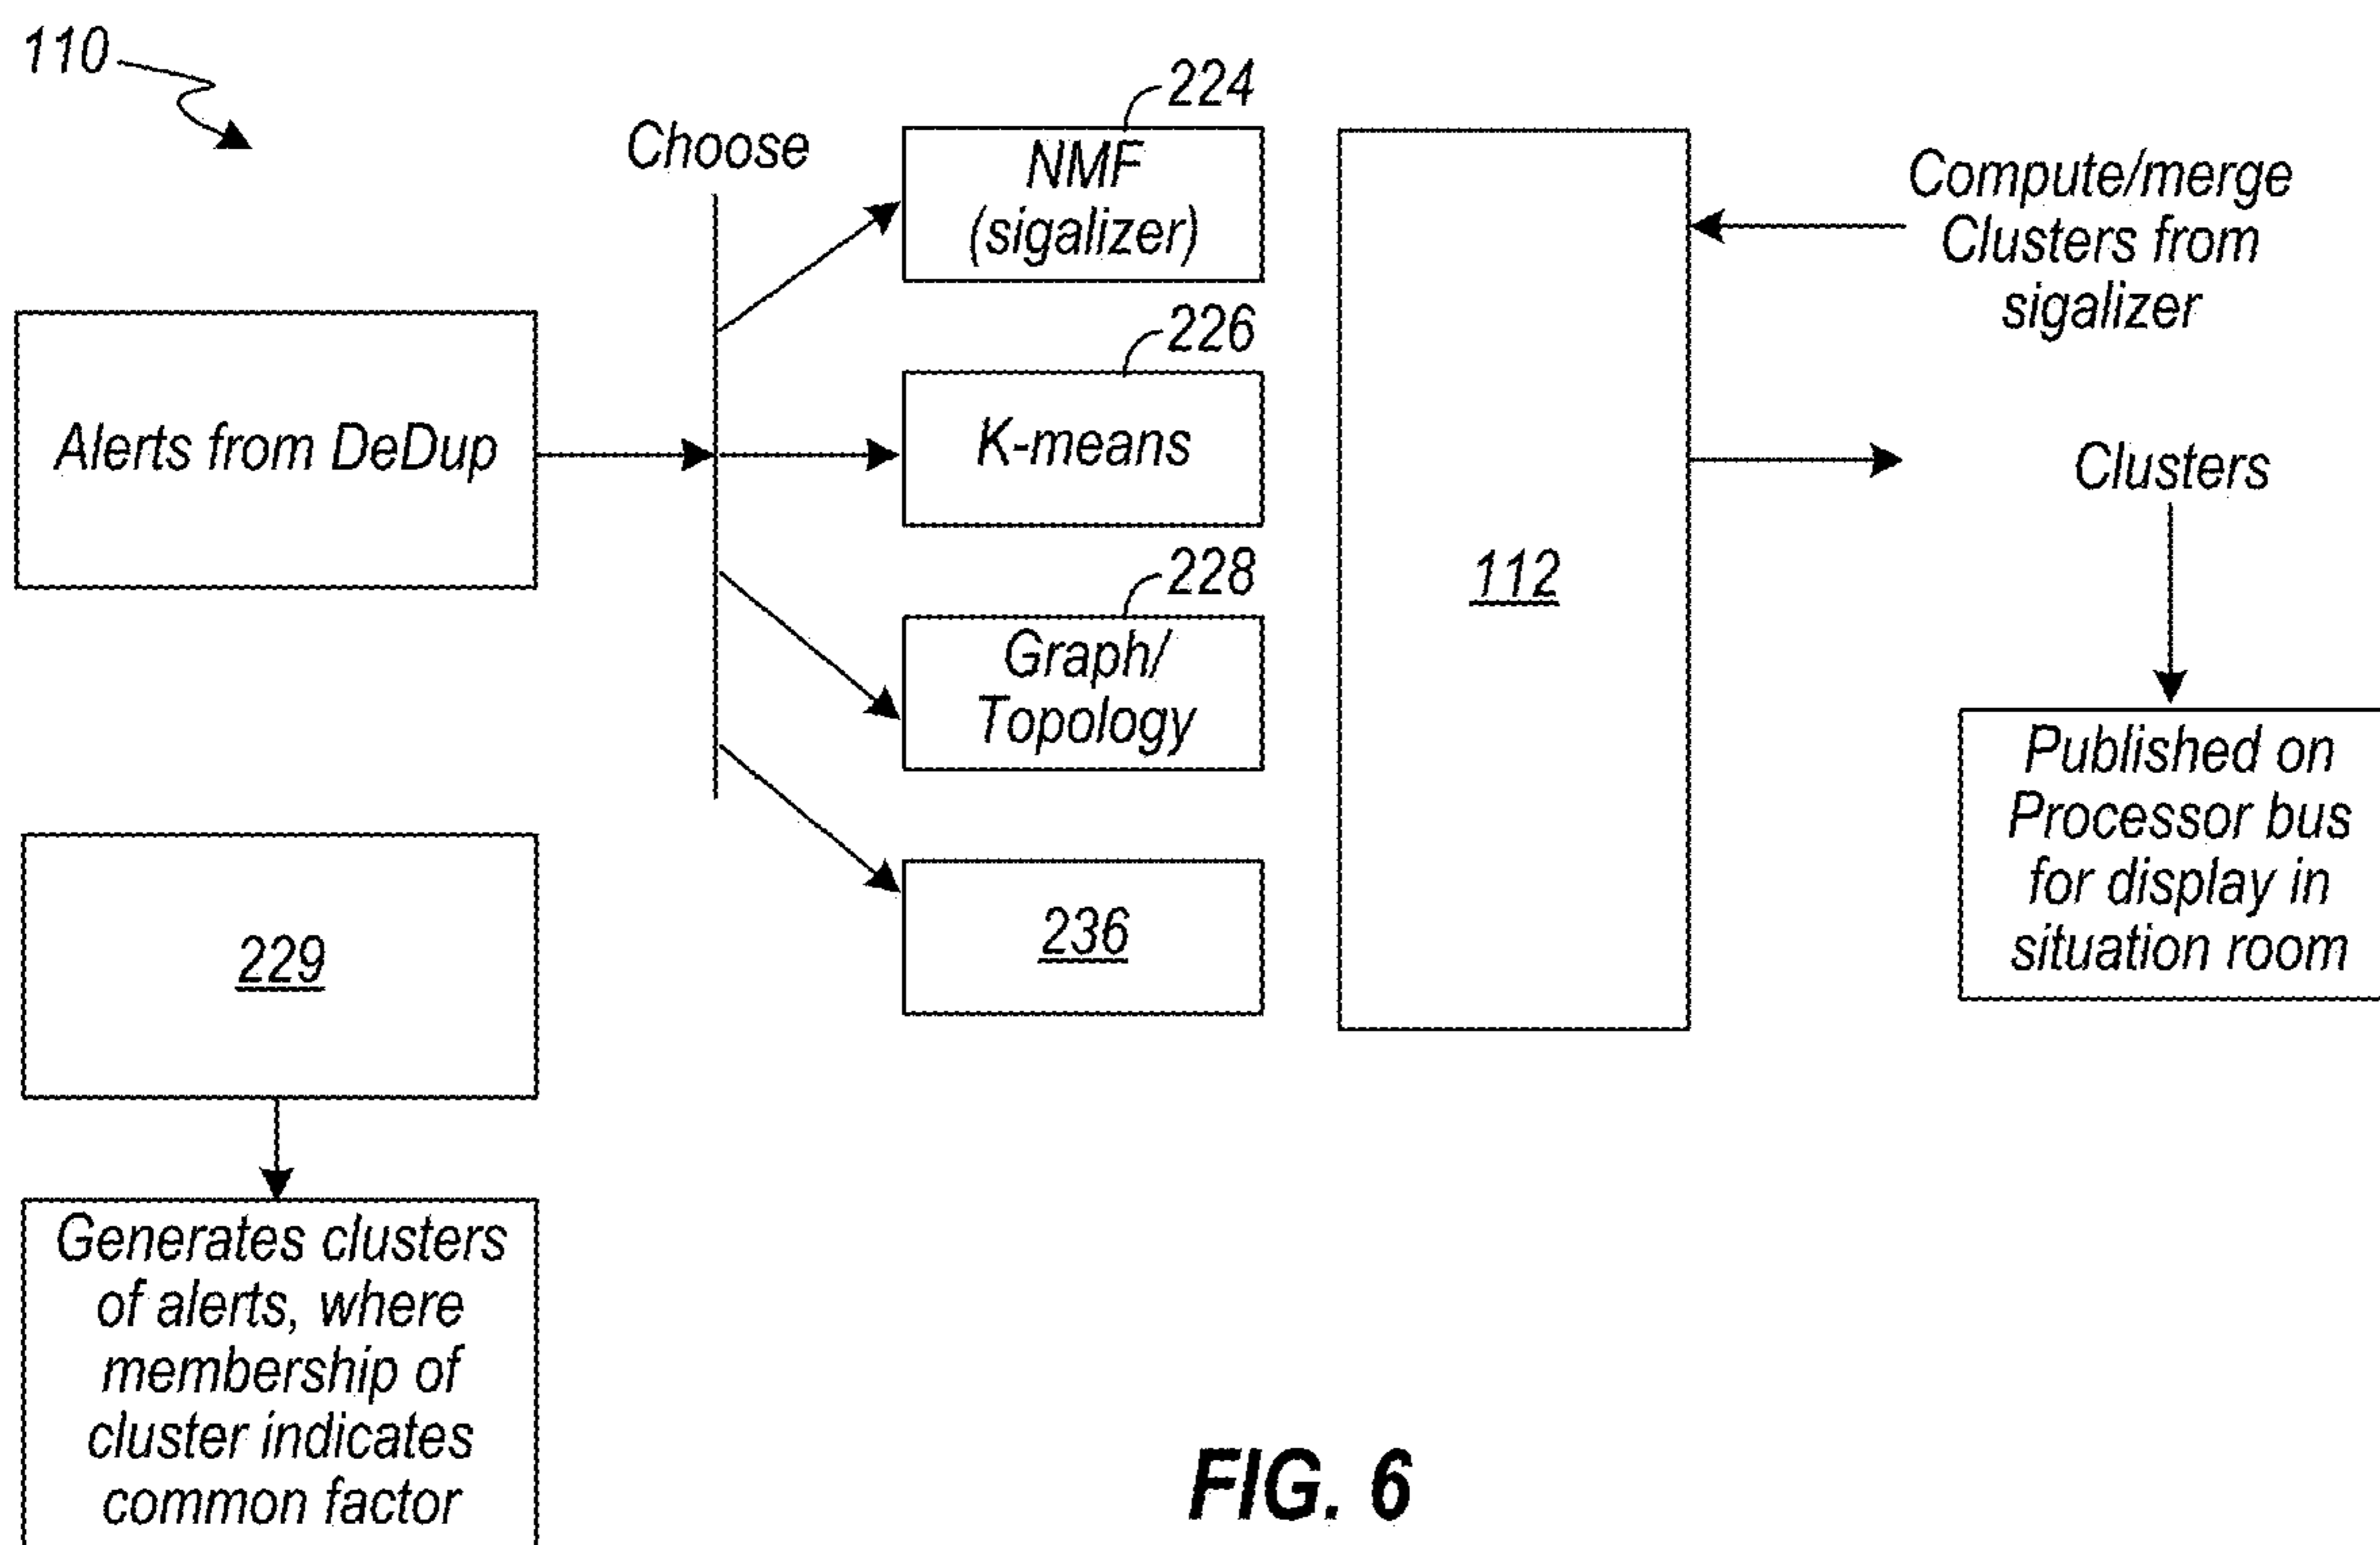 110
Choose
224
NMF
(sigalizer)
226
K-means
228
Graph/
Topology
236
Alerts from DeDup
112
Compute/merge
Clusters from
sigalizer
Clusters
Published on
Processor bus
for display in
situation room
229
Generates clusters
of alerts, where
membership of
cluster indicates
common factor
FIG. 6